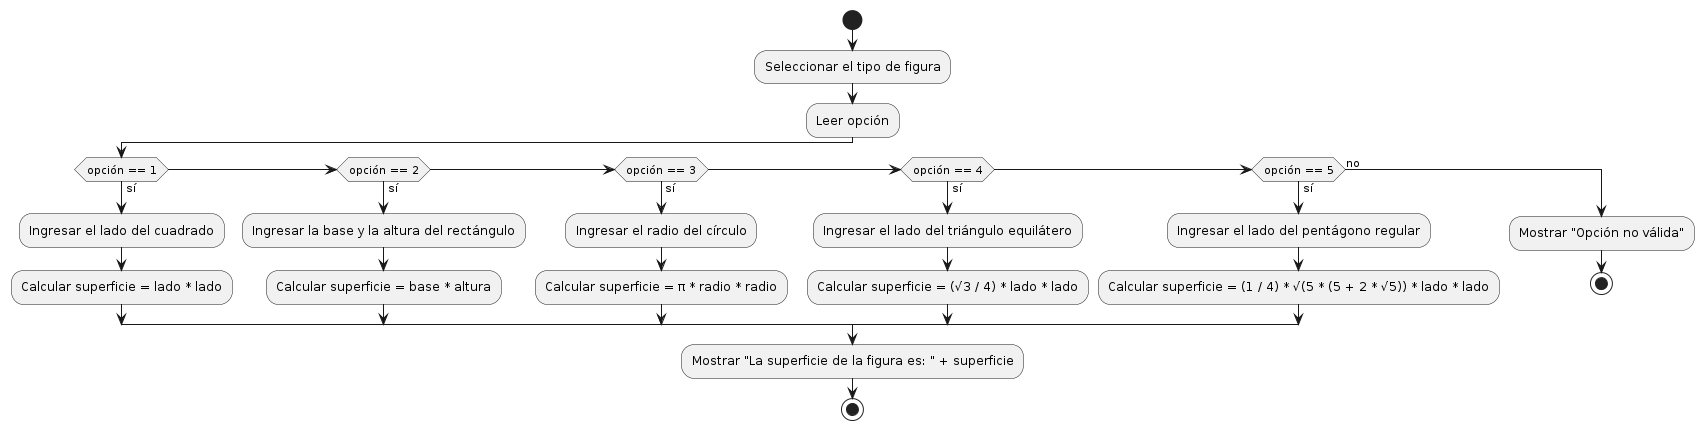 Seleccionar el tipo de figura
Leer opción
opción == 1
opción == 2
opción == 3
opción == 4
opción == 5
no
sí
sí
sí
sí
sí
Ingresar el lado del cuadrado
Ingresar la base y la altura del rectángulo
Ingresar el radio del círculo
Ingresar el lado del triángulo equilátero
Ingresar el lado del pentágono regular
Mostrar "Opción no válida"
Calcular superficie = lado * lado
Calcular superficie = base * altura
Calcular superficie = π * radio * radio
Calcular superficie = (√3 / 4) * lado * lado
Calcular superficie = (1 / 4) * √(5 * (5 + 2 * √5)) * lado * lado
Mostrar "La superficie de la figura es: " + superficie